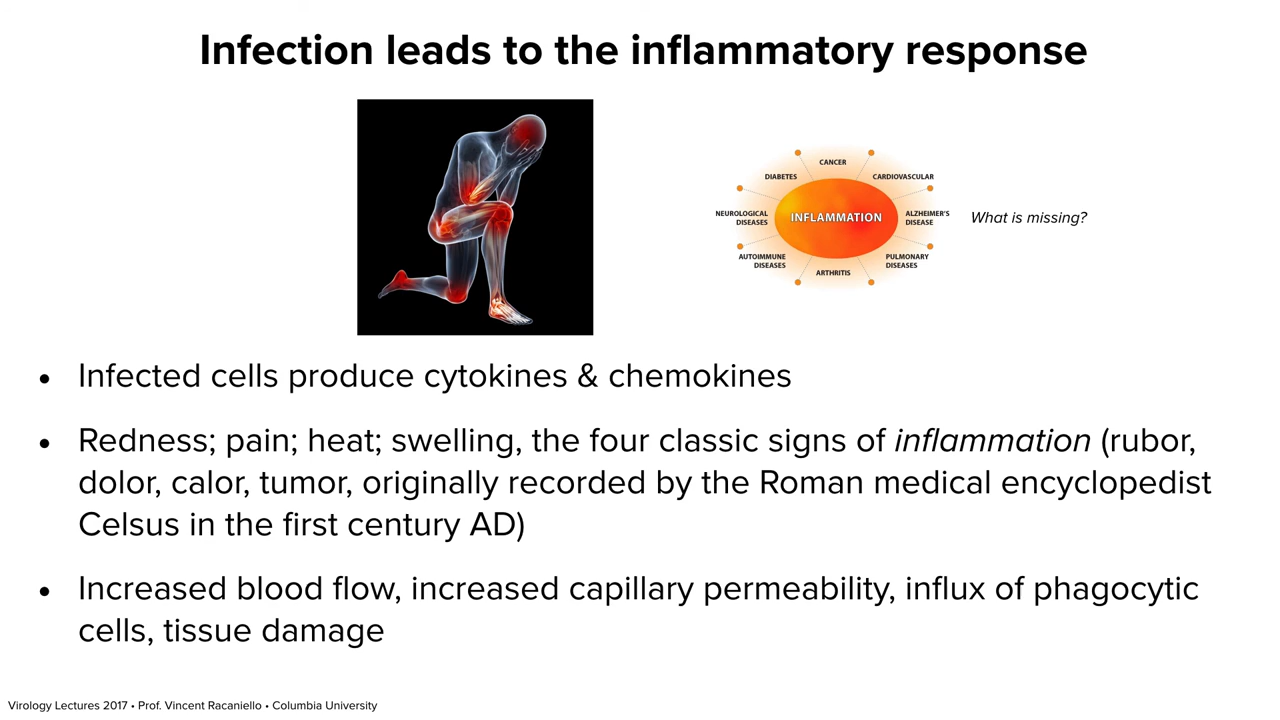 Infection leads to the inflammatory response
CANCER
DIABETES
CARDIOVASCULAR
NEUROLOGICAL
DISEASES
INFLAMMATION
ALZHEIMER'S
DISEASE
What is missing?
AUTOIMMUNE
DISEASES
PULMONARY
DISEASES
ARTHRITIS
• Infected cells produce cytokines & chemokines
• Redness; pain; heat; swelling, the four classic signs of inflammation (rubor,
dolor, calor, tumor, originally recorded by the Roman medical encyclopedist
Celsus in the first century AD)
• Increased blood flow, increased capillary permeability, influx of phagocytic
cells, tissue damage
Virology Lectures 2017 • Prof. Vincent Racaniello • Columbia University